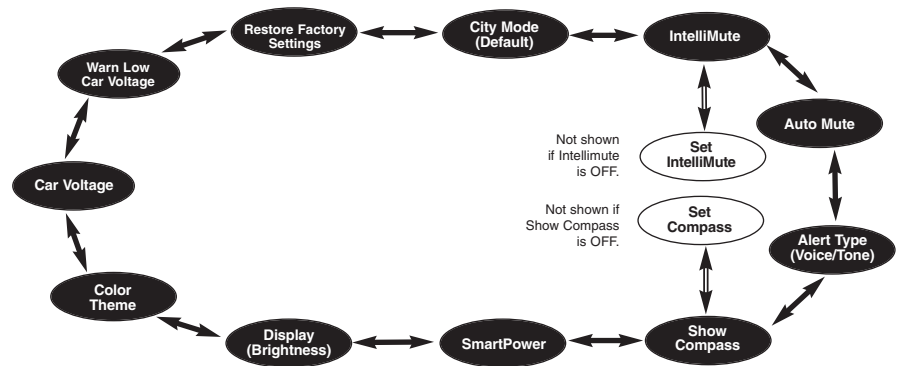 Restore Factory
Settings
City Mode
(Default)
IntelliMute
Warn Low
Car Voltage
Auto Mute
Not shown
if Intellimute
is OFF.
Set
IntelliMute
Car Voltage
Not shown if
Show Compass
is OFF.
Set
Compass
Alert Type
(Voice/Tone)
Color
Theme
Display
(Brightness)
SmartPower
Show
Compass